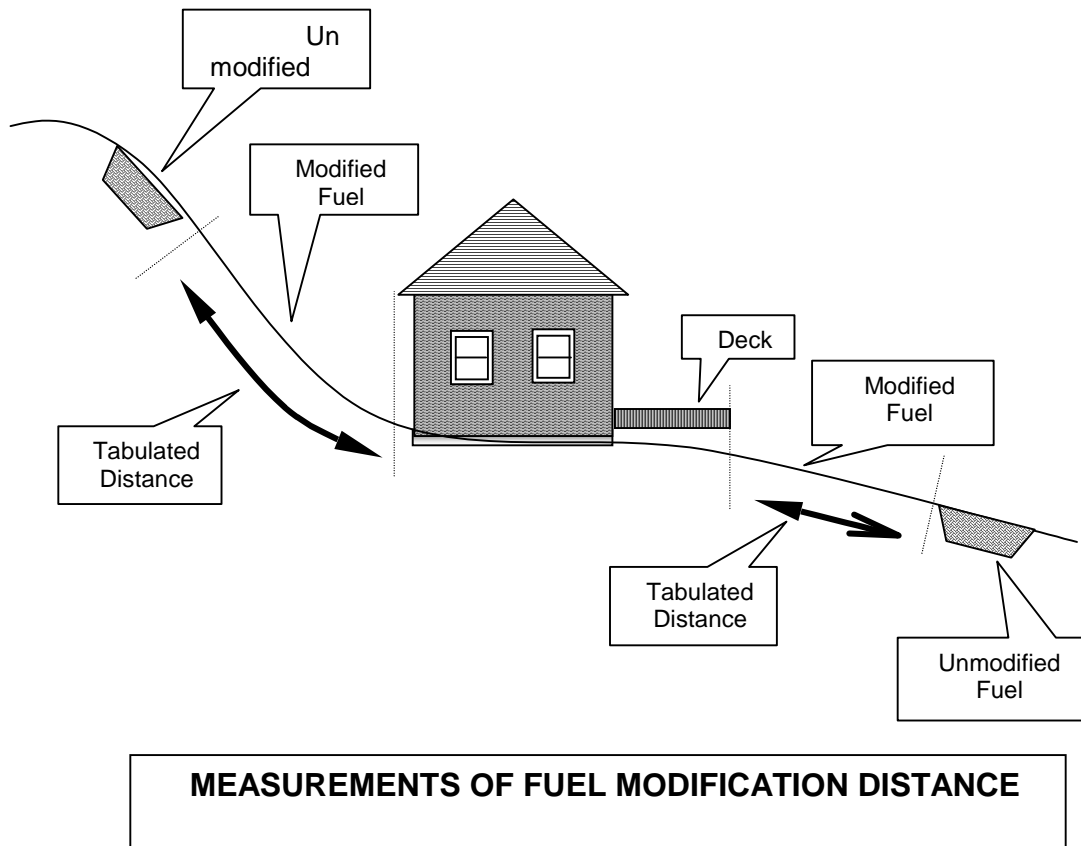 Un
modified
Modified
Fuel
Deck
Modified
Fuel
Tabulated
Distance
Tabulated
Distance
Unmodified
Fuel
MEASUREMENTS OF FUEL MODIFICATION DISTANCE